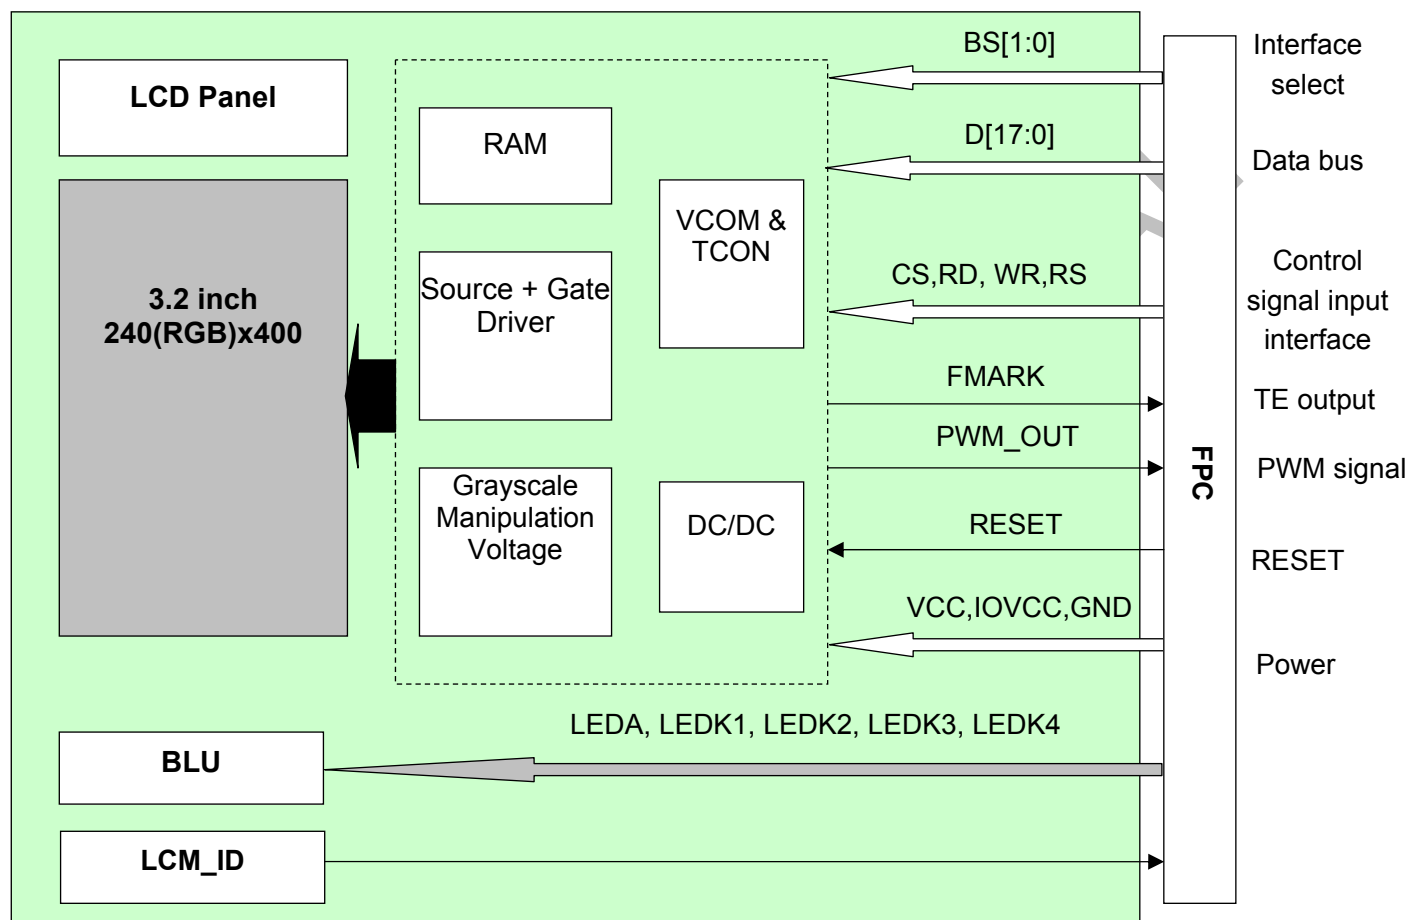 BS[1:0]
Interface
select
LCD Panel
RAM
D[17:0]
Data bus
VCOM &
TCON
3.2 inch
240(RGB)x400
Source + Gate
Driver
CS,RD, WR,RS
Control
signal input
interface
FMARK
TE output
PWM_OUT
PWM signal
FPC
Grayscale
Manipulation
Voltage
DC/DC
RESET
RESET
VCC,IOVCC,GND
Power
LEDA, LEDK1, LEDK2, LEDK3, LEDK4
BLU
LCM_ID